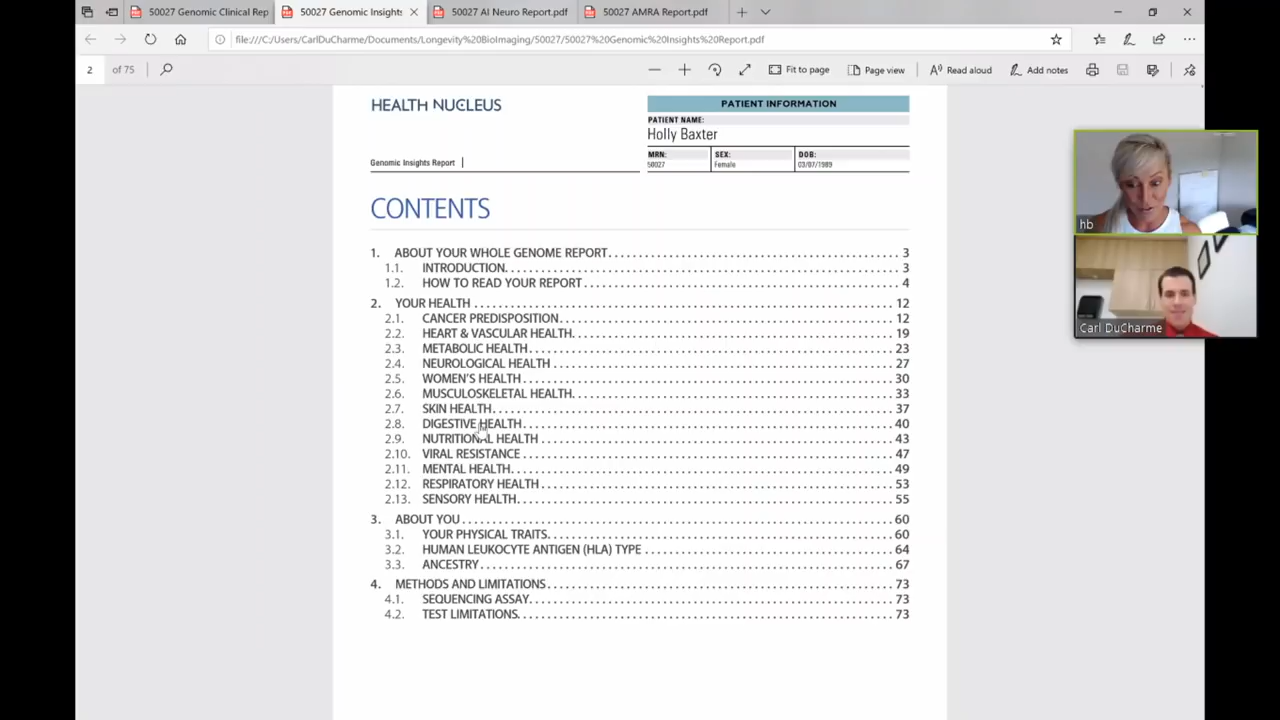 50027 Genomic Clinical Rep
50027 Genomic Insights
50027 AI Neuro Report.pdf
50027 AMRA Report.pdf
file:///C:/Users/CarlDuCharme/Documents/Longevity%20BioImaging/50027/50027%20Genomic%20Insights%20Report.pdf
2 of 75
Fit to page
Page view
Read aloud
Add notes
HEALTH NUCLEUS
Genomic Insights Report
PATIENT INFORMATION
PATIENT NAME:
Holly Baxter
MRN: SEX: DOB:
50027 Female 03/07/1989
CONTENTS
1. ABOUT YOUR WHOLE GENOME REPORT 3
1.1. INTRODUCTION 3
1.2. HOW TO READ YOUR REPORT 4
2. YOUR HEALTH 12
2.1. CANCER PREDISPOSITION 12
2.2. HEART & VASCULAR HEALTH 19
2.3. METABOLIC HEALTH 23
2.4. NEUROLOGICAL HEALTH 27
2.5. WOMEN'S HEALTH 30
2.6. MUSCULOSKELETAL HEALTH 33
2.7. SKIN HEALTH 37
2.8. DIGESTIVE HEALTH 40
2.9. NUTRITIONAL HEALTH 43
2.10. VIRAL RESISTANCE 47
2.11. MENTAL HEALTH 49
2.12. RESPIRATORY HEALTH 53
2.13. SENSORY HEALTH 55
3. ABOUT YOU 60
3.1. YOUR PHYSICAL TRAITS 60
3.2. HUMAN LEUKOCYTE ANTIGEN (HLA) TYPE 64
3.3. ANCESTRY 67
4. METHODS AND LIMITATIONS 73
4.1. SEQUENCING ASSAY 73
4.2. TEST LIMITATIONS 73
hb
Carl DuCharme